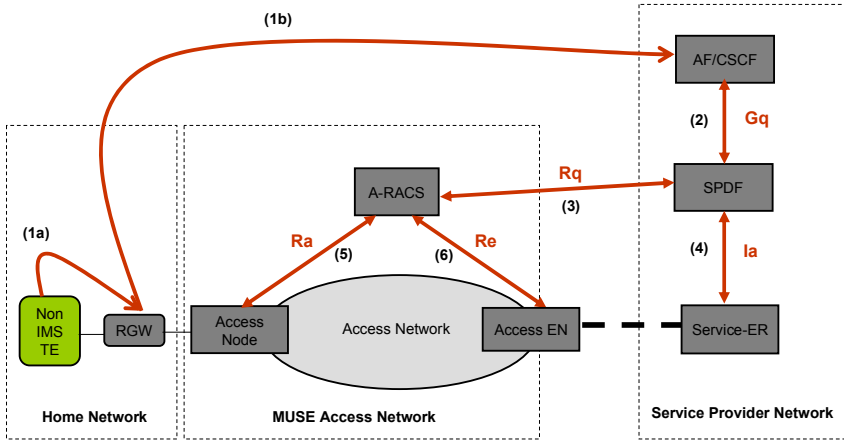 (1b)
AF/CSCF
(2)
Gq
Rq
A-RACS
SPDF
(3)
(1a)
Ra
Re
(5)
(6)
(4)
Ia
Non
IMS
TE
RGW
Access
Node
Access Network
Access EN
Service-ER
Home Network
MUSE Access Network
Service Provider Network